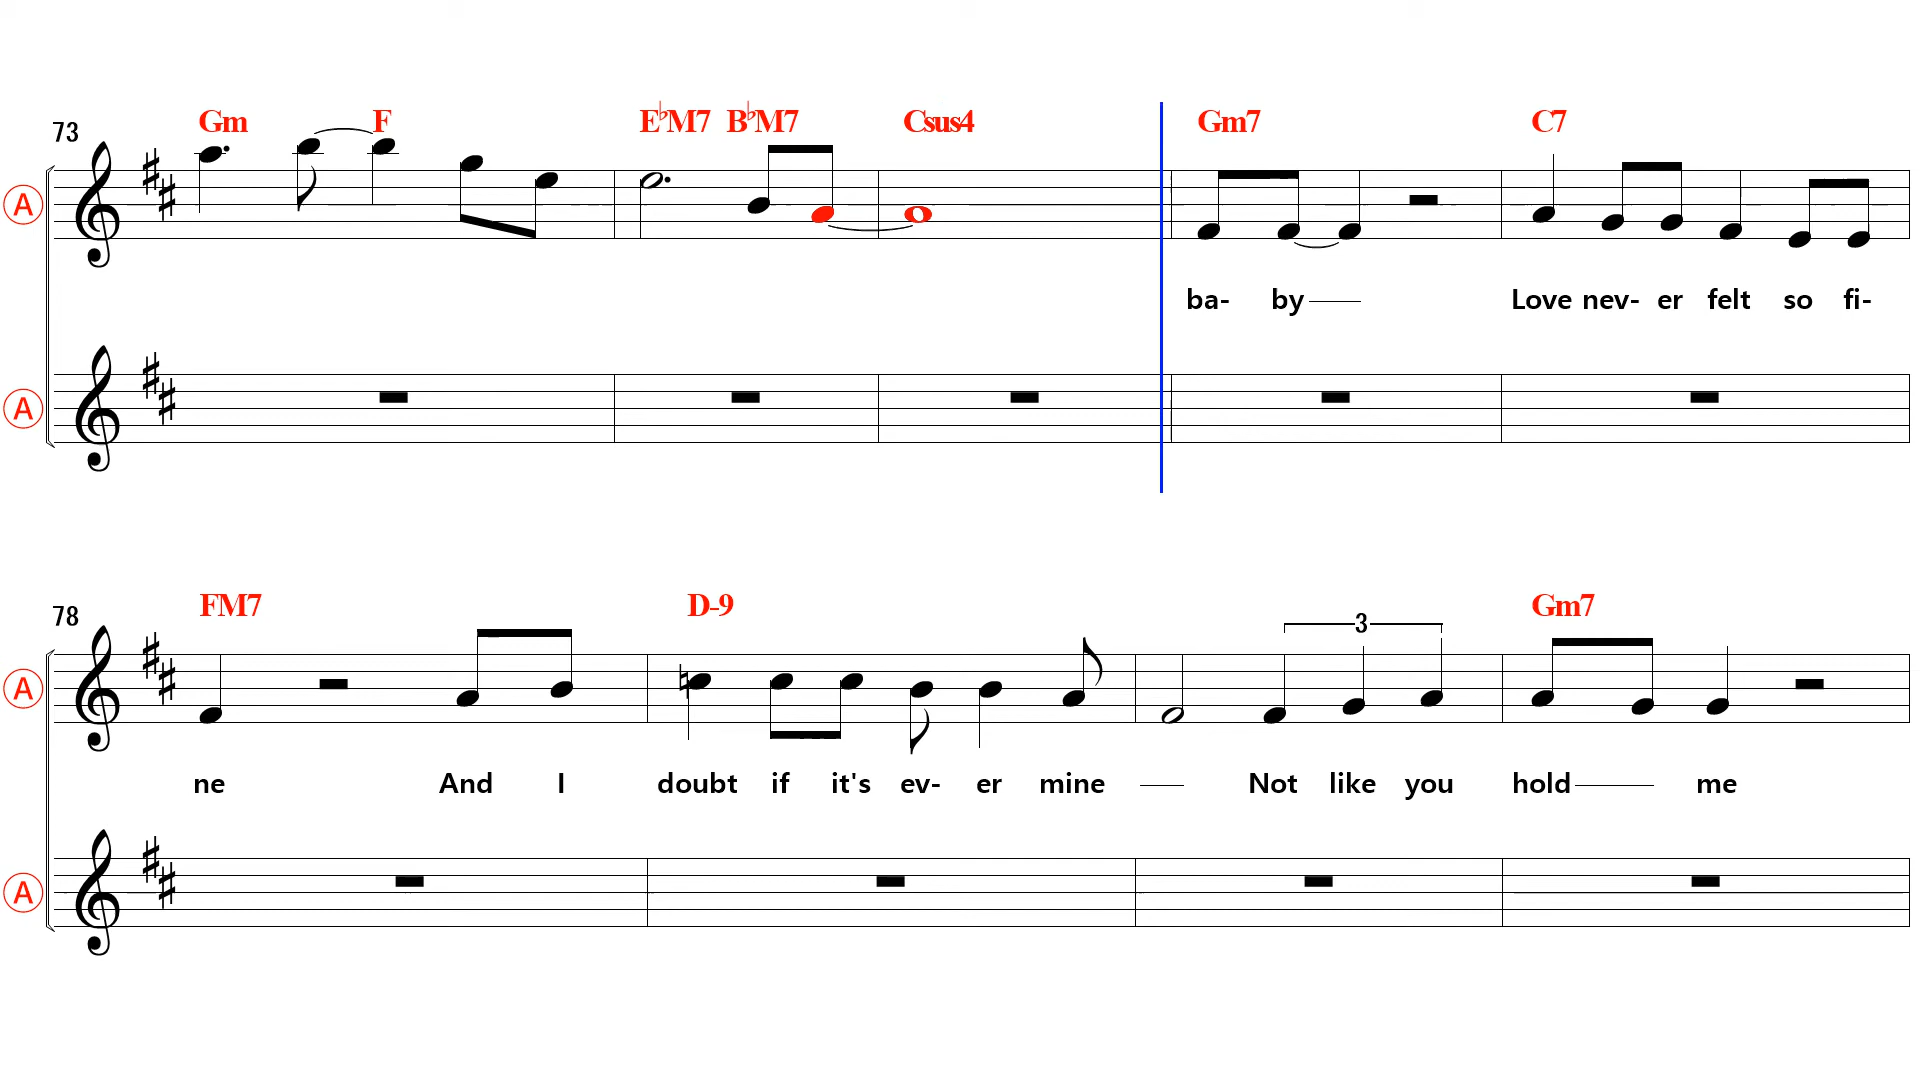 73 Gm F E♭M7 B♭M7 Csus4 Gm7 C7
A
ba- by Love nev- er felt so fi-
A
78 FM7 D-9 3 Gm7
A
ne And I doubt if it's ev- er mine Not like you hold me
A